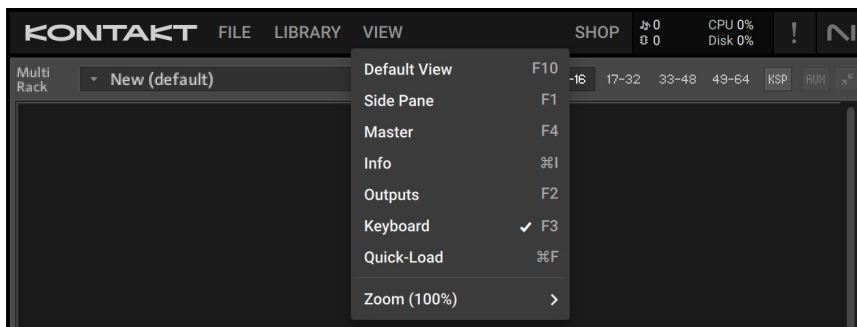 KONTAKT FILE LIBRARY VIEW SHOP 0 CPU 0%
0 Disk 0% !
Multi
Rack New (default) -16 17-32 33-48 49-64 KSP AUX
Default View F10
Side Pane F1
Master F4
Info ⌘I
Outputs F2
Keyboard ✓ F3
Quick-Load ⌘F
Zoom (100%) >